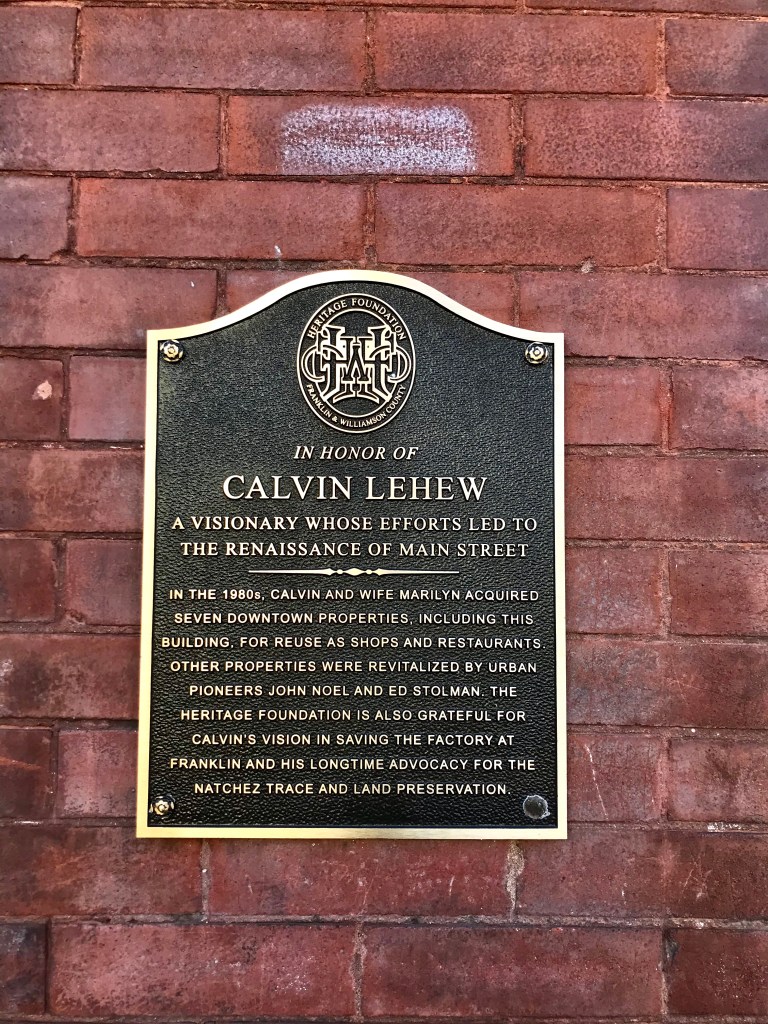 HERITAGE FOUNDATION
FRANKLIN & WILLIAMSON COUNTY
IN HONOR OF
CALVIN LEHEW
A VISIONARY WHOSE EFFORTS LED TO
THE RENAISSANCE OF MAIN STREET
IN THE 1980s, CALVIN AND WIFE MARILYN ACQUIRED
SEVEN DOWNTOWN PROPERTIES, INCLUDING THIS
BUILDING, FOR REUSE AS SHOPS AND RESTAURANTS.
OTHER PROPERTIES WERE REVITALIZED BY URBAN
PIONEERS JOHN NOEL AND ED STOLMAN. THE
HERITAGE FOUNDATION IS ALSO GRATEFUL FOR
CALVIN'S VISION IN SAVING THE FACTORY AT
FRANKLIN AND HIS LONGTIME ADVOCACY FOR THE
NATCHEZ TRACE AND LAND PRESERVATION.